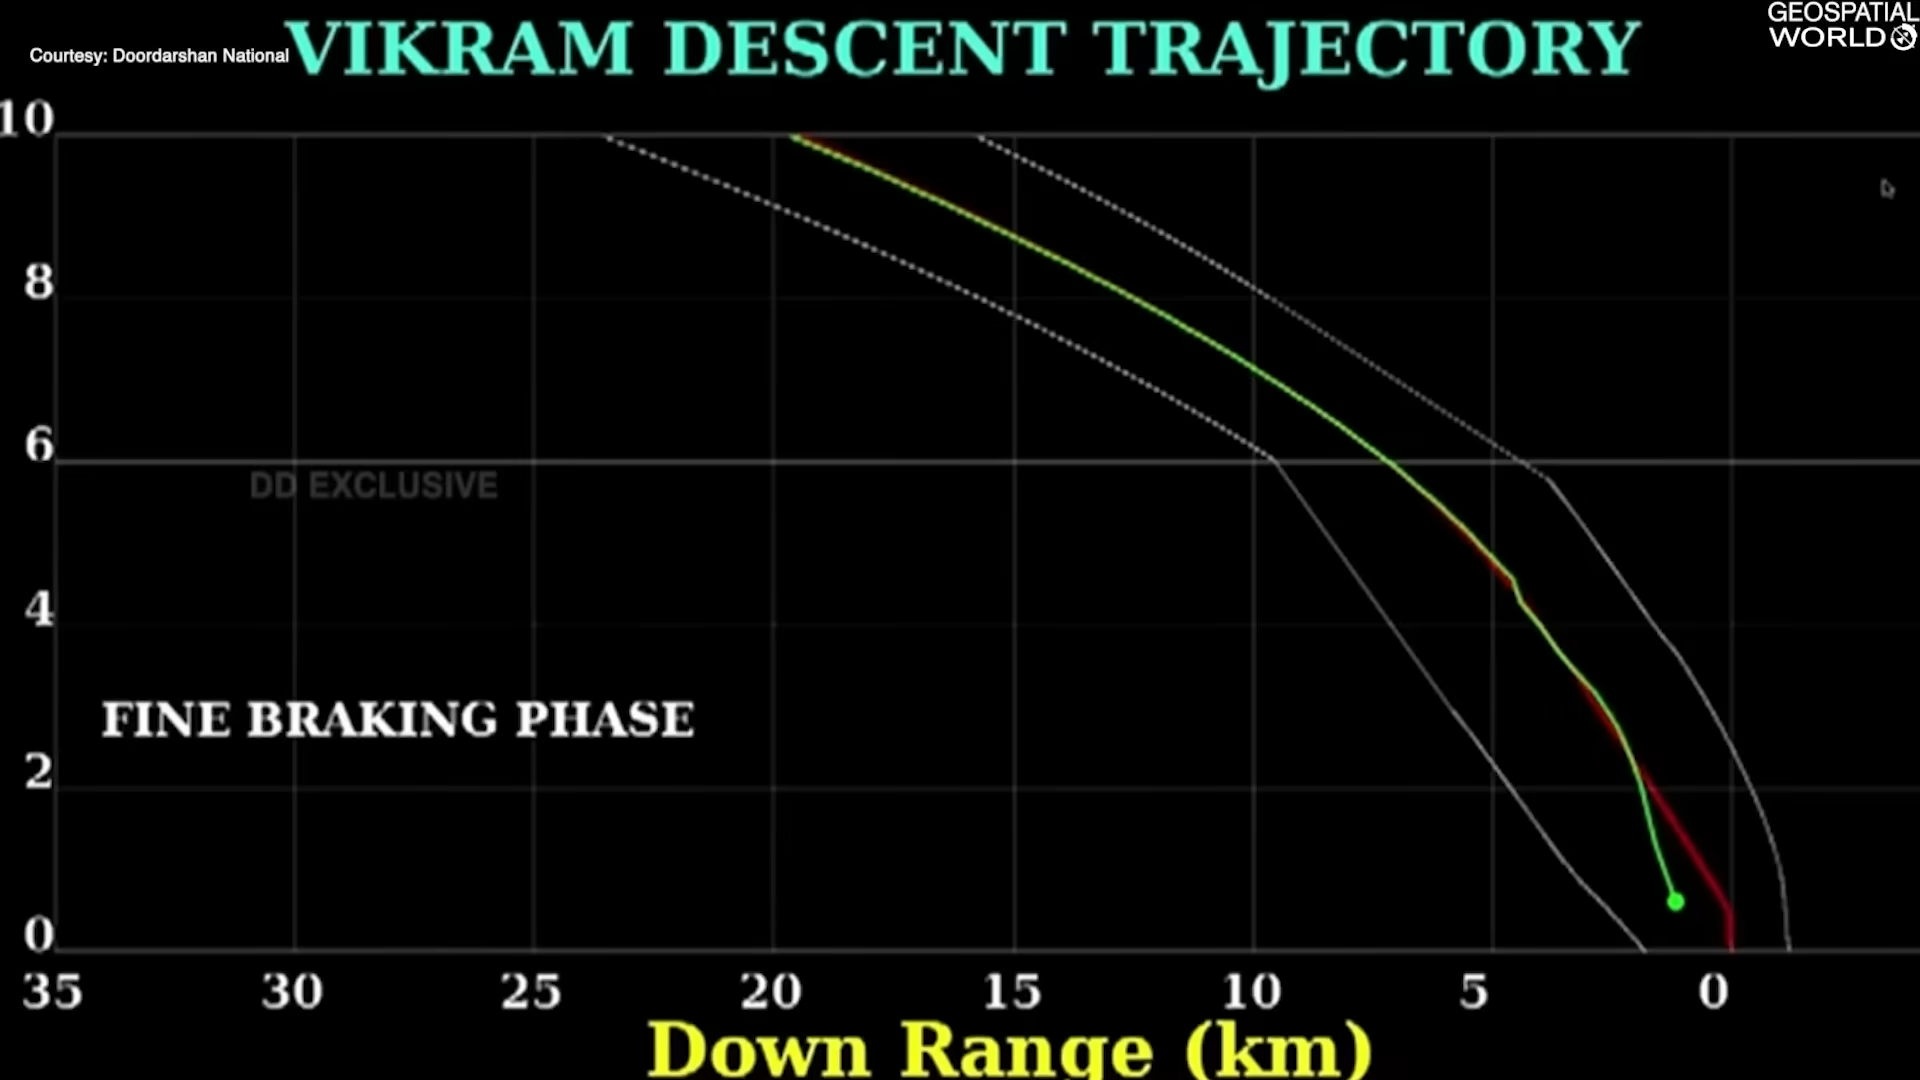 GEOSPATIAL
WORLD
Courtesy: Doordarshan National
VIKRAM DESCENT TRAJECTORY
10
8
6
DD EXCLUSIVE
4
FINE BRAKING PHASE
2
0
35 30 25 20 15 10 5 0
Down Range (km)